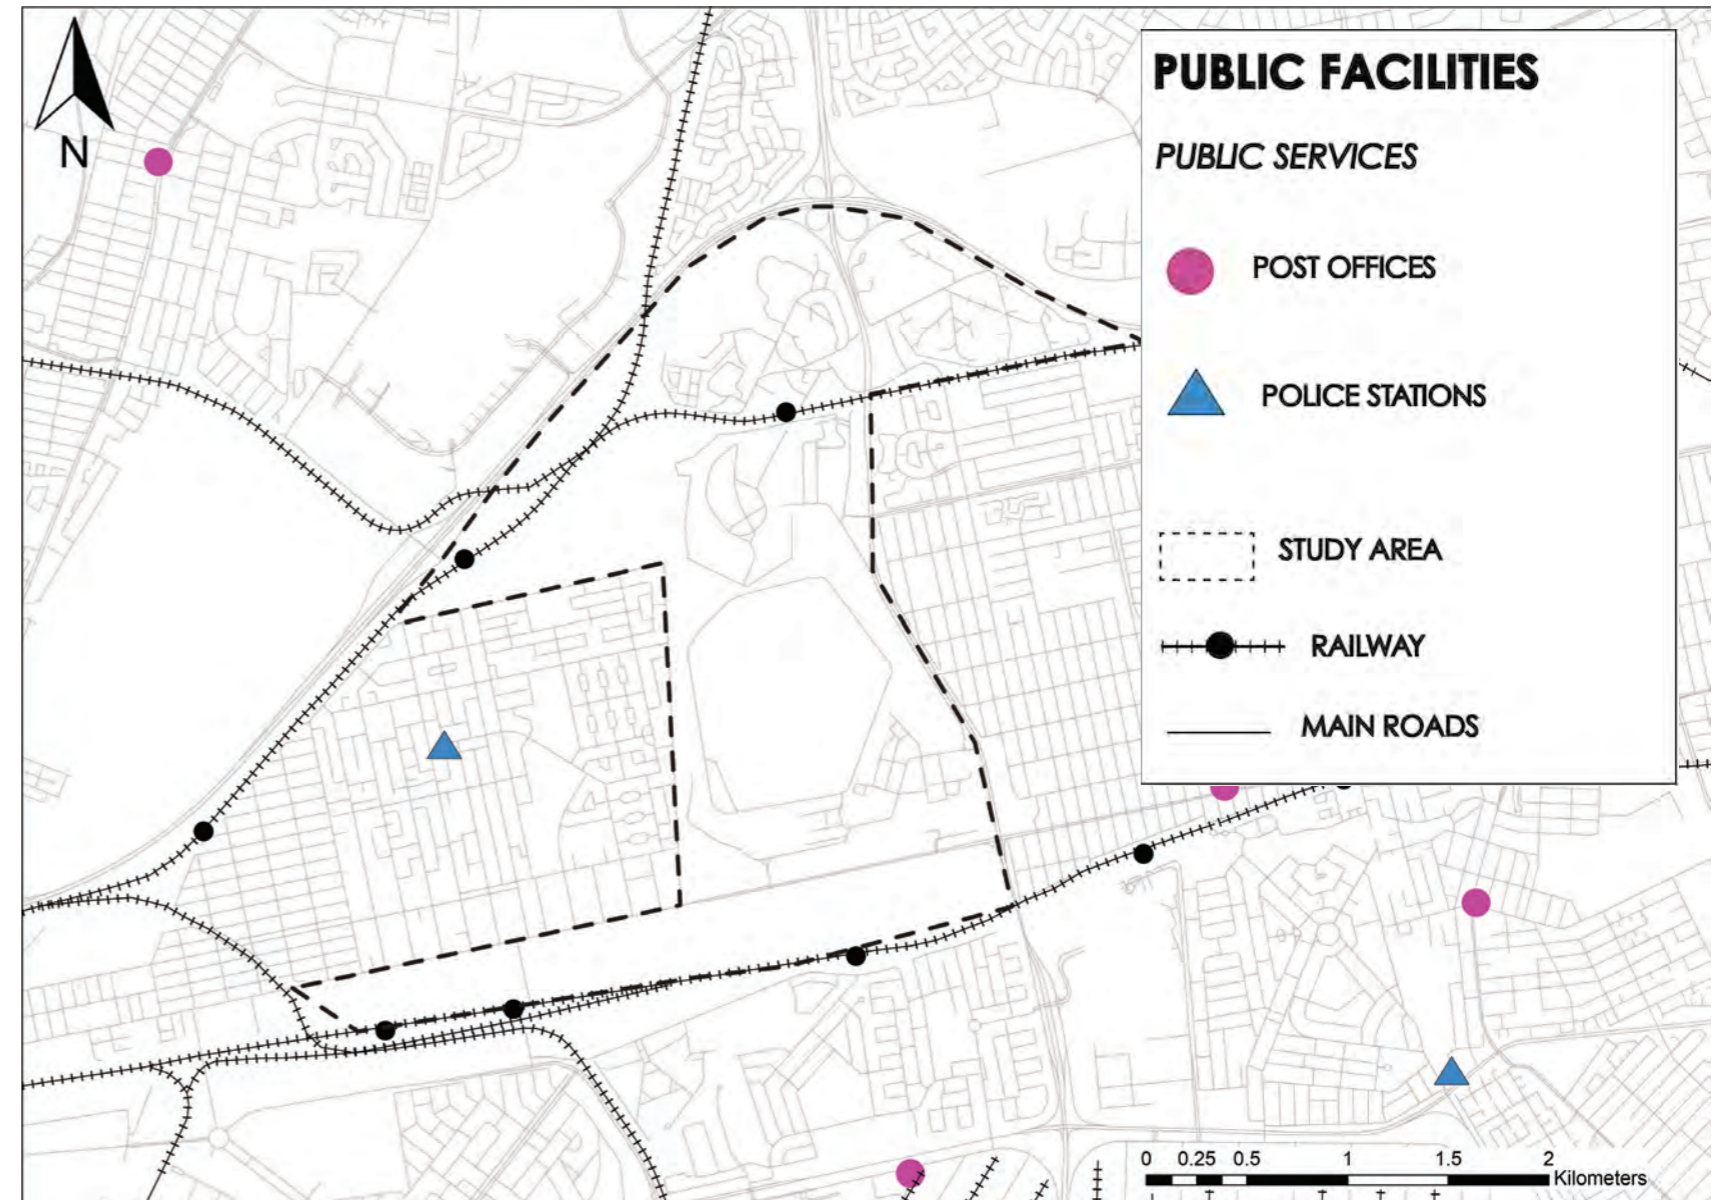 N
PUBLIC FACILITIES
PUBLIC SERVICES
POST OFFICES
POLICE STATIONS
STUDY AREA
RAILWAY
MAIN ROADS
0 0.25 0.5 1 1.5 2
Kilometers